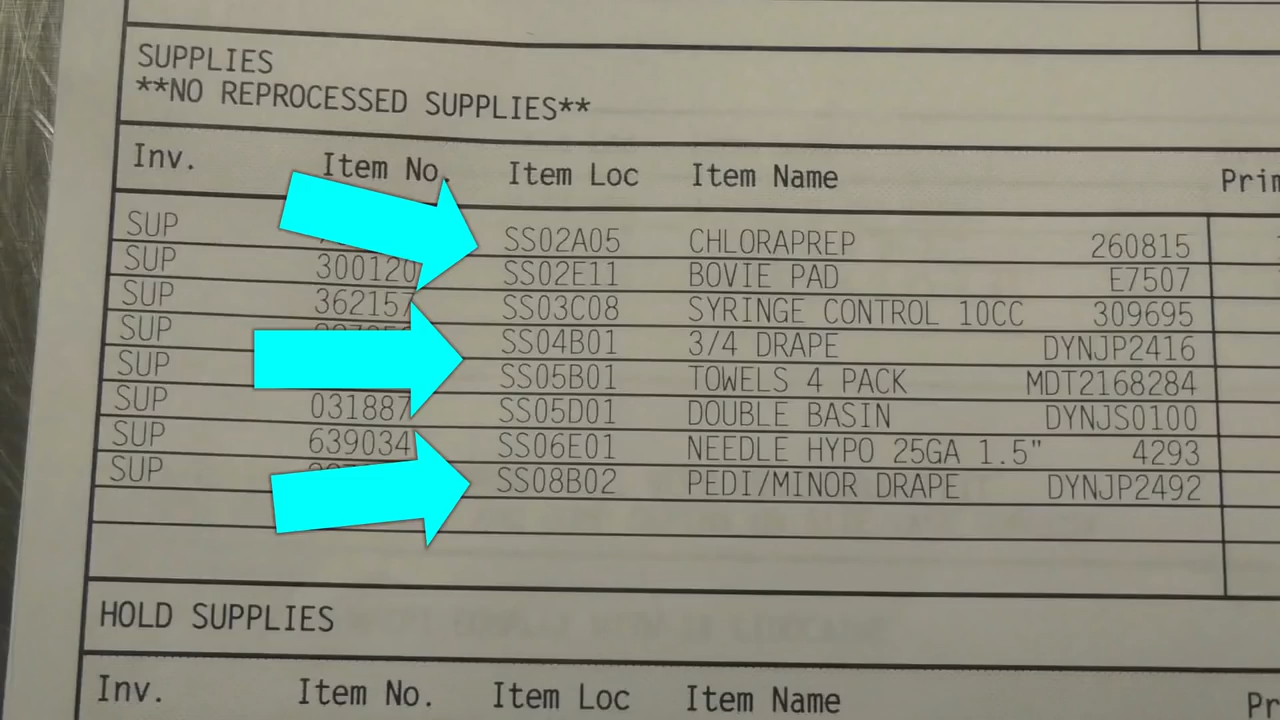 SUPPLIES
**NO REPROCESSED SUPPLIES**
Inv. Item No. Item Loc Item Name
SUP SS02A05 CHLORAPREP 260815
SUP 300120 SS02E11 BOVIE PAD E7507
SUP 362157 SS03C08 SYRINGE CONTROL 10CC 309695
SUP SS04B01 3/4 DRAPE DYNJP2416
SUP SS05B01 TOWELS 4 PACK MDT2168284
SUP 031887 SS05D01 DOUBLE BASIN DYNJS0100
SUP 639034 SS06E01 NEEDLE HYPO 25GA 1.5" 4293
SUP SS08B02 PEDI/MINOR DRAPE DYNJP2492
HOLD SUPPLIES
Inv. Item No. Item Loc Item Name